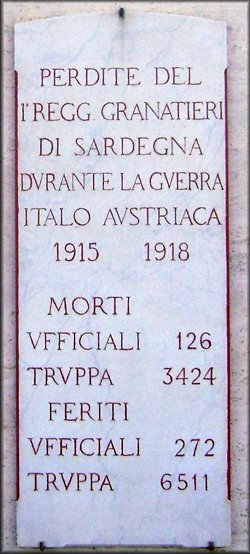 PERDITE DEL
1º REGG. GRANATIERI
DI SARDEGNA
DVRANTE LA GVERRA
ITALO AVSTRIACA
1915 1918
MORTI
VFFICIALI 126
TRVPPA 3424
FERITI
VFFICIALI 272
TRVPPA 6511